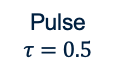 Pulse
τ = 0.5